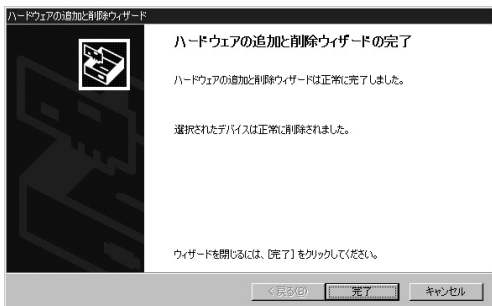 ハードウェアの追加と削除ウィザード
ハードウェアの追加と削除ウィザードの完了
ハードウェアの追加と削除ウィザードは正常に完了しました。
選択されたデバイスは正常に削除されました。
ウィザードを閉じるには、[完了] をクリックしてください。
< 戻る(B)
完了
キャンセル